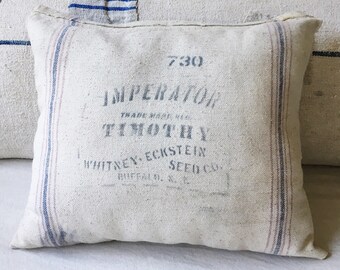 730
IMPERATOR
TRADE MARK REG.
TIMOTHY
WHITNEY-ECKSTEIN
SEED CO.
BUFFALO, N. Y.